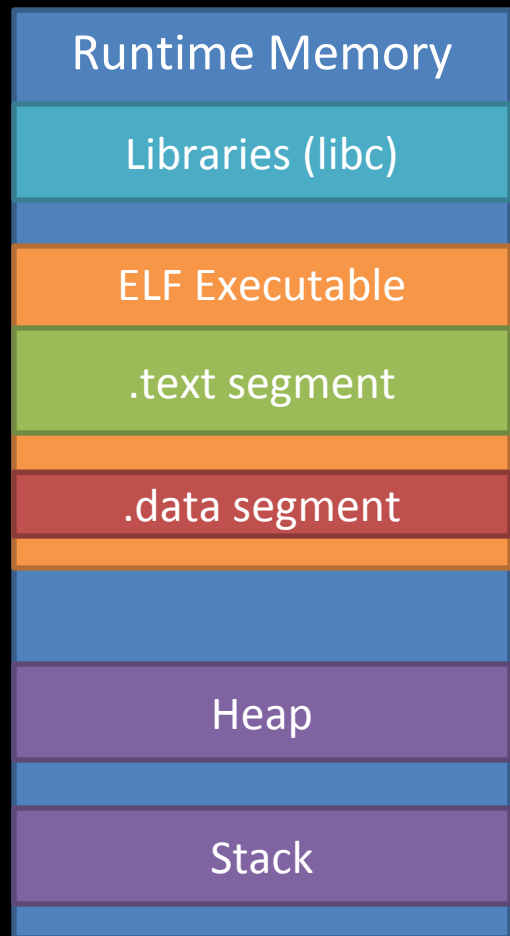 Runtime Memory
Libraries (libc)
ELF Executable
.text segment
.data segment
Heap
Stack